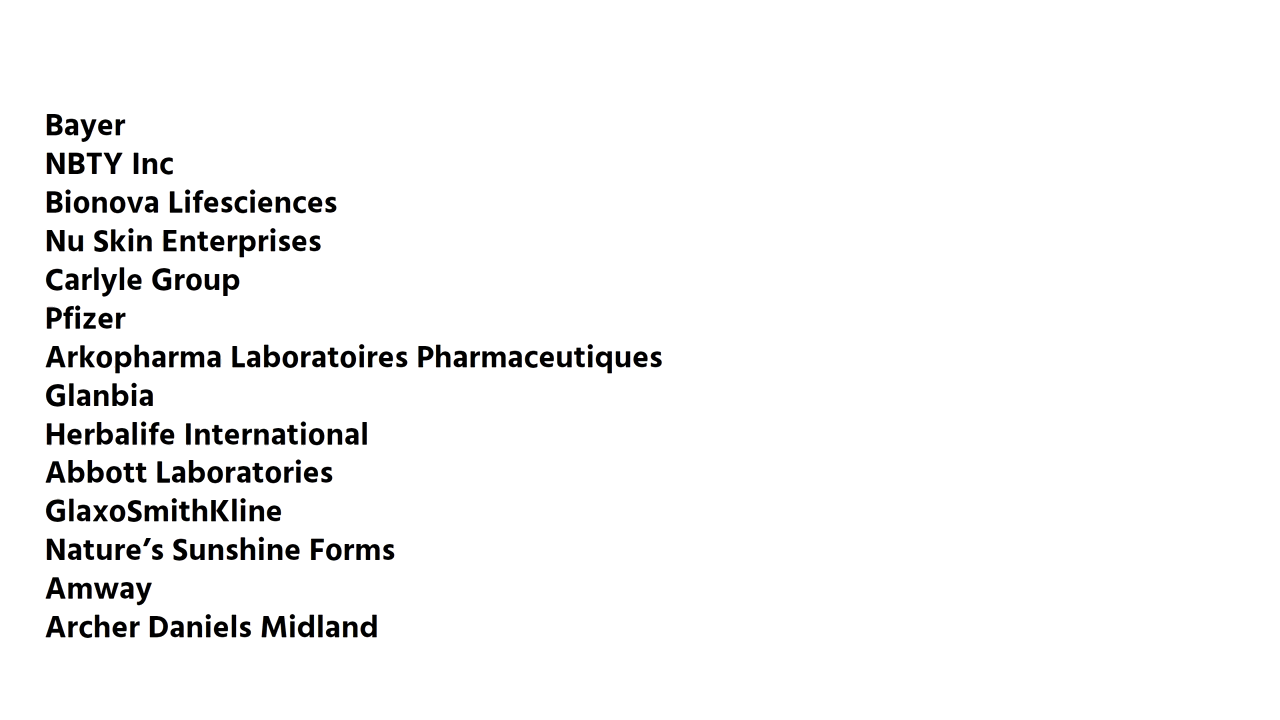 Bayer
NBTY Inc
Bionova Lifesciences
Nu Skin Enterprises
Carlyle Group
Pfizer
Arkopharma Laboratoires Pharmaceutiques
Glanbia
Herbalife International
Abbott Laboratories
GlaxoSmithKline
Nature’s Sunshine Forms
Amway
Archer Daniels Midland